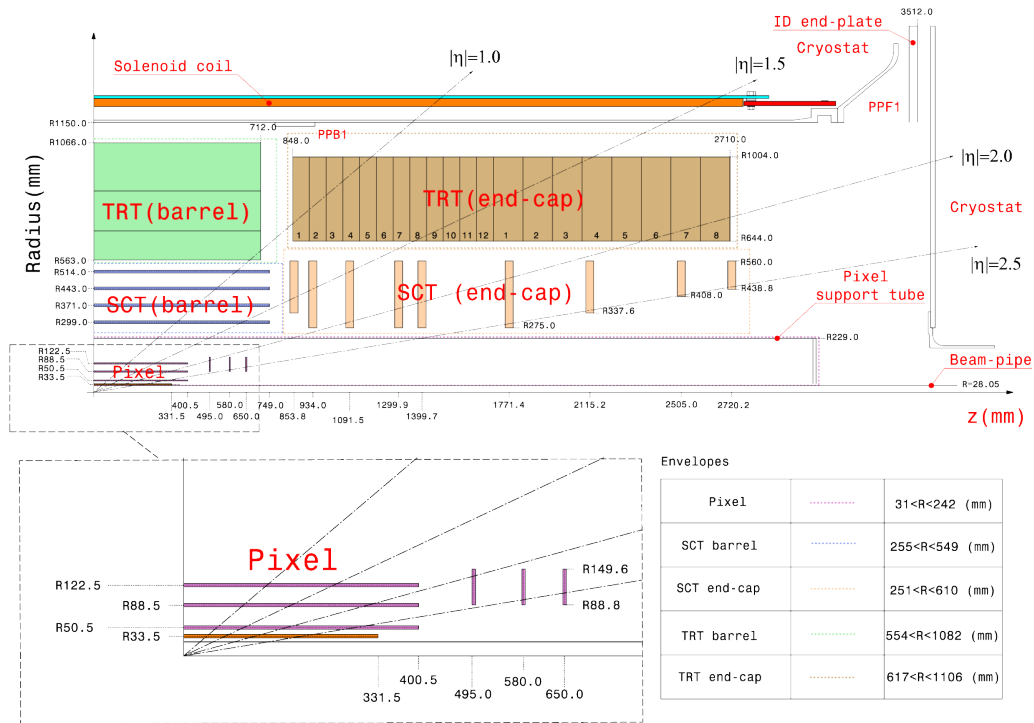 ID end-plate
3512.0
Cryostat
|η|=1.0
|η|=1.5
Solenoid coil
PPF1
R1150.0
712.0
PPB1
R1066.0
848.0
2710.0
R1004.0
|η|=2.0
Radius(mm)
TRT(barrel)
TRT(end-cap)
Cryostat
1 2 3 4 5 6 7 8 9 10 11 12 1 2 3 4 5 6 7 8
R644.0
R563.0
R560.0
|η|=2.5
R514.0
R443.0
R371.0
R299.0
SCT(barrel)
SCT (end-cap)
Pixel
support tube
R438.8
R408.0
R337.6
R275.0
R229.0
R122.5
R88.5
R50.5
R33.5
Pixel
Beam-pipe
R=28.05
400.5 580.0 749.0 934.0 1299.9 1771.4 2115.2 2505.0 2720.2
331.5 495.0 650.0 853.8 1091.5 1399.7
z(mm)
Envelopes
Pixel 31<R<242 (mm)
SCT barrel 255<R<549 (mm)
SCT end-cap 251<R<610 (mm)
TRT barrel 554<R<1082 (mm)
TRT end-cap 617<R<1106 (mm)
Pixel
R122.5
R88.5
R50.5
R33.5
R149.6
R88.8
400.5 580.0 650.0
331.5 495.0